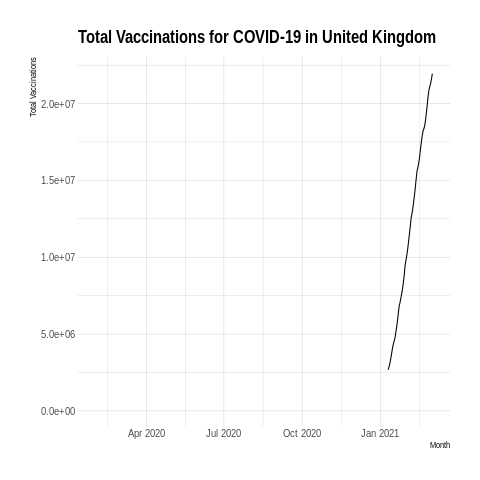 Total Vaccinations for COVID-19 in United Kingdom
Total Vaccinations
2.0e+07
1.5e+07
1.0e+07
5.0e+06
0.0e+00
Apr 2020 Jul 2020 Oct 2020 Jan 2021
Month